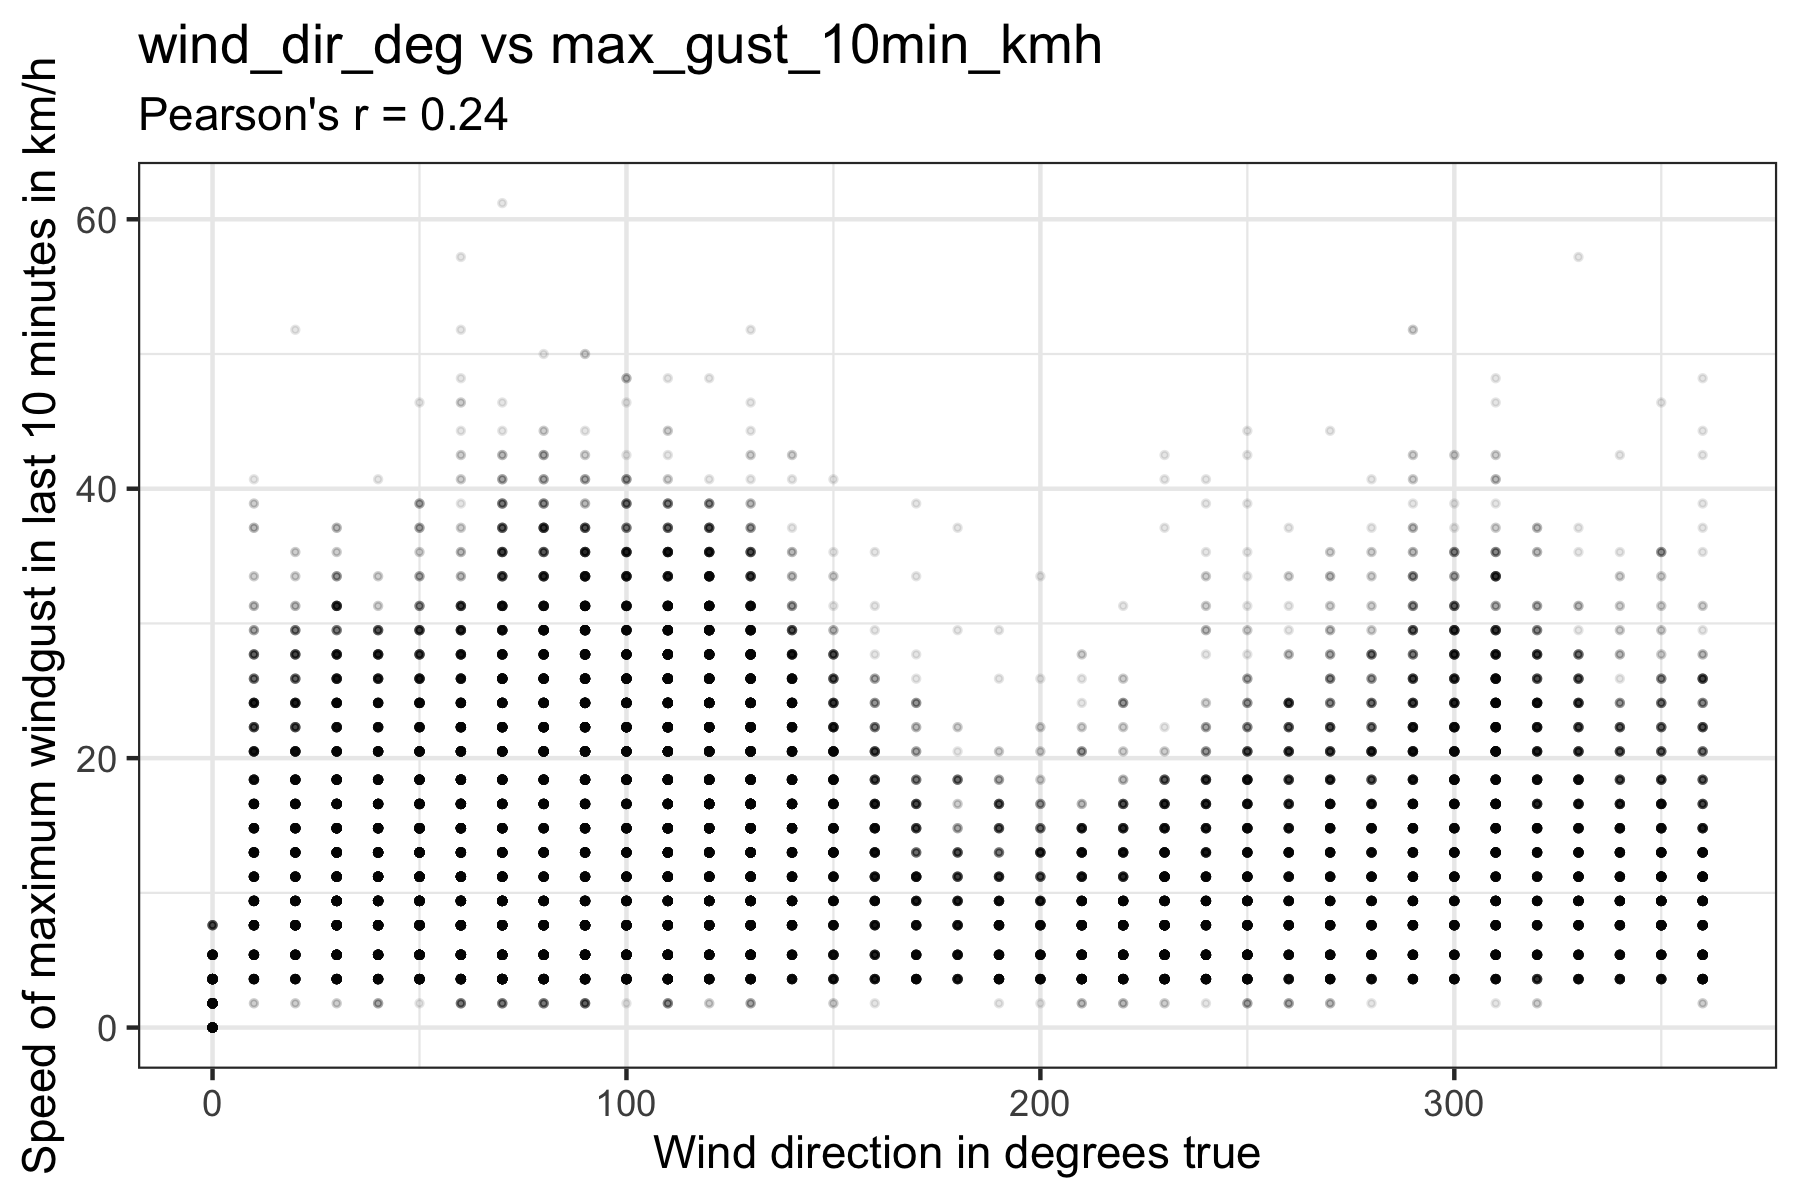 wind_dir_deg vs max_gust_10min_kmh
Pearson's r = 0.24
Speed of maximum windgust in last 10 minutes in km/h
60
40
20
0
0
100
200
300
Wind direction in degrees true